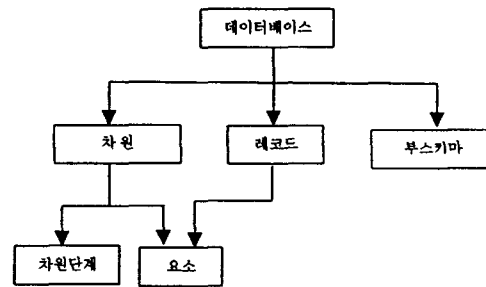 데이터베이스
차 원
레코드
부스키마
차원단계
요소